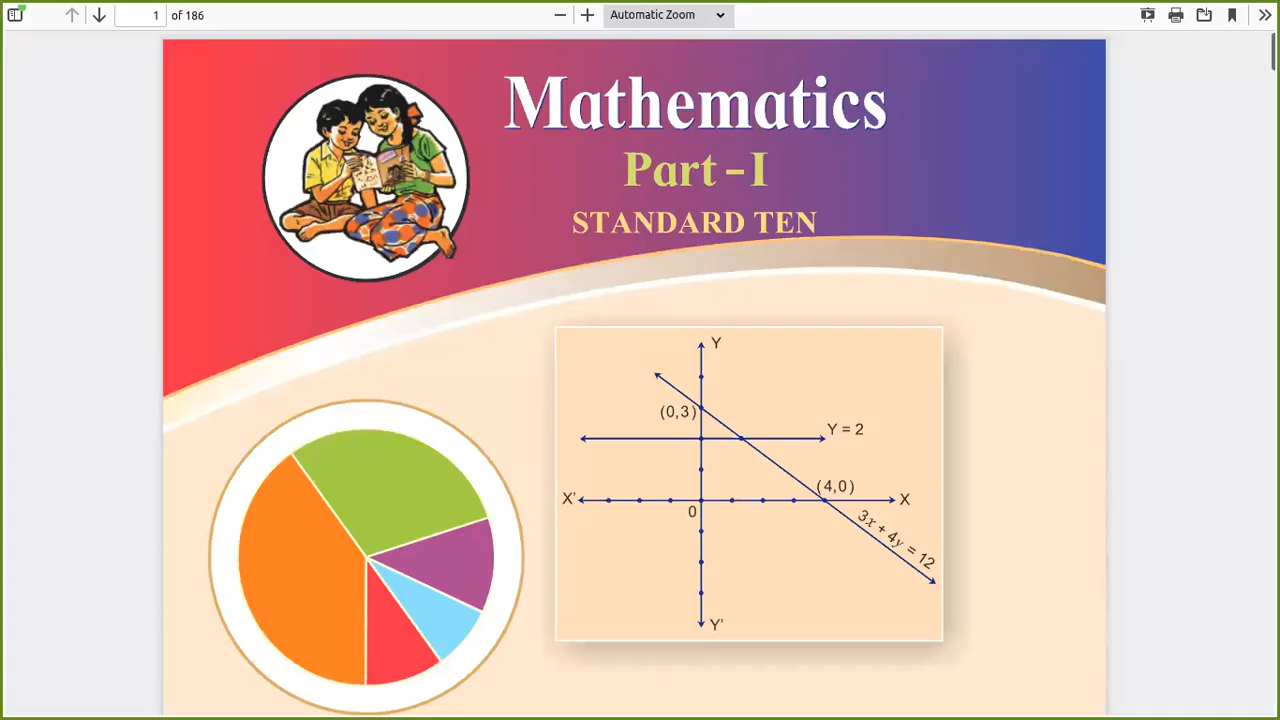 1 of 186 Automatic Zoom
Mathematics
Part - I
STANDARD TEN
Y
(0,3)
Y = 2
(4,0)
X' X
0
3x + 4y = 12
Y'